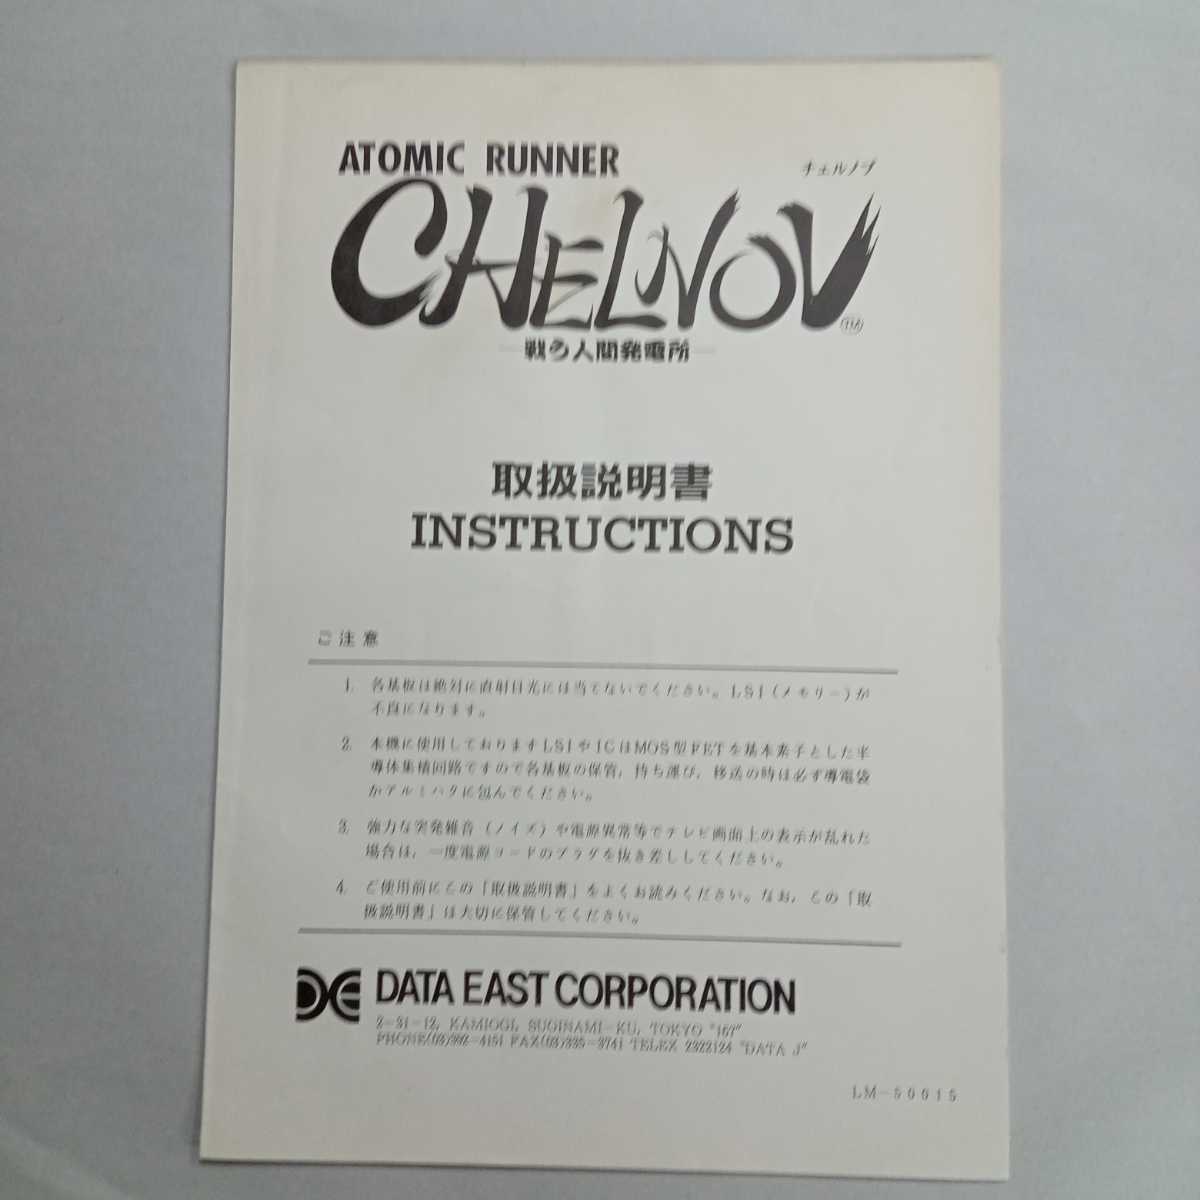 ATOMIC RUNNER
チェルノブ
CHELNOV
TM
戦う人間発電所
取扱説明書
INSTRUCTIONS
ご注意
1. 各基板は絶対に直射日光には当てないでください。LSI(メモリー)が
不良になります。
2. 本機に使用しておりますLSIやICはMOS型FETを基本素子とした半
導体集積回路ですので各基板の保管，持ち運び，移送の時は必ず導電袋
かアルミハクに包んでください。
3. 強力な突発雑音(ノイズ)や電源異常等でテレビ画面上の表示が乱れた
場合は，一度電源コードのプラグを抜き差ししてください。
4. ご使用前にこの「取扱説明書」をよくお読みください。なお，この「取
扱説明書」は大切に保管してください。
DE DATA EAST CORPORATION
2-31-12, KAMIOGI, SUGINAMI-KU, TOKYO "167"
PHONE(03)392-4151 FAX(03)335-3741 TELEX 2322124 "DATA J"
LM-50015